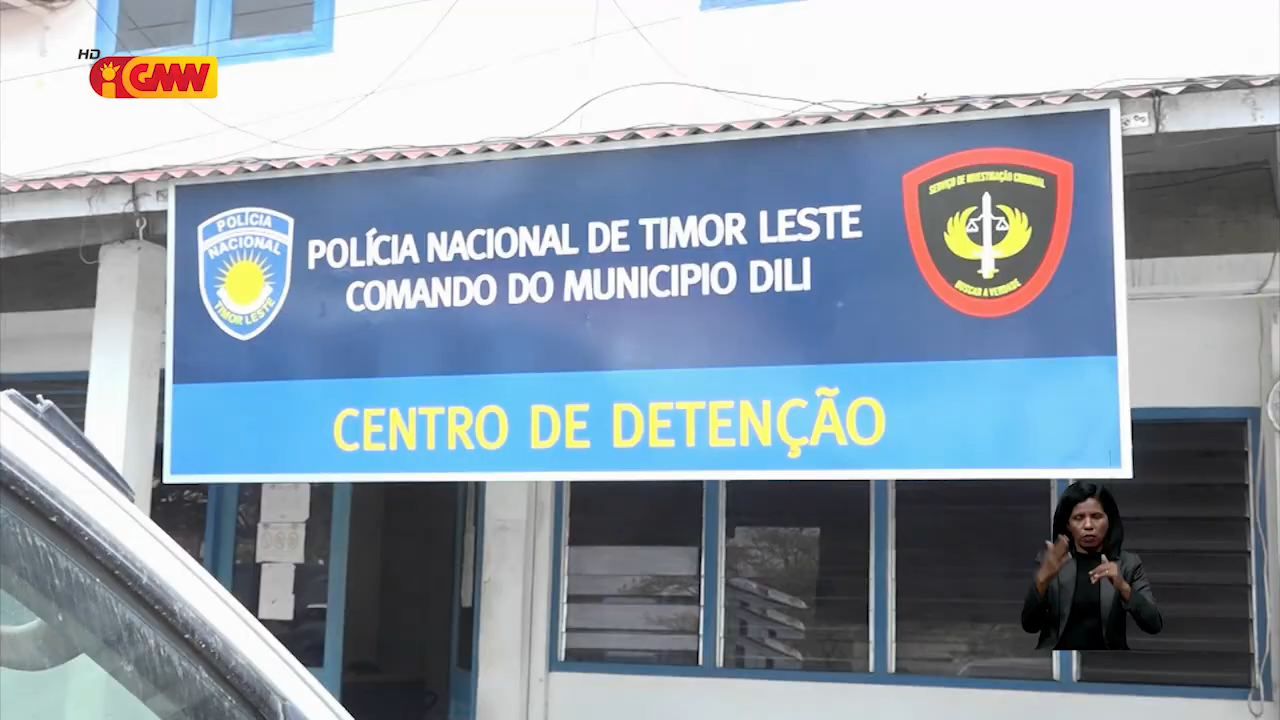 HD
GMN
POLÍCIA NACIONAL DE TIMOR LESTE
COMANDO DO MUNICIPIO DILI
CENTRO DE DETENÇÃO
POLÍCIA
NACIONAL
TIMOR LESTE
SERVIÇO DE INVESTIGAÇÃO CRIMINAL
BUSCAR A VERDADE